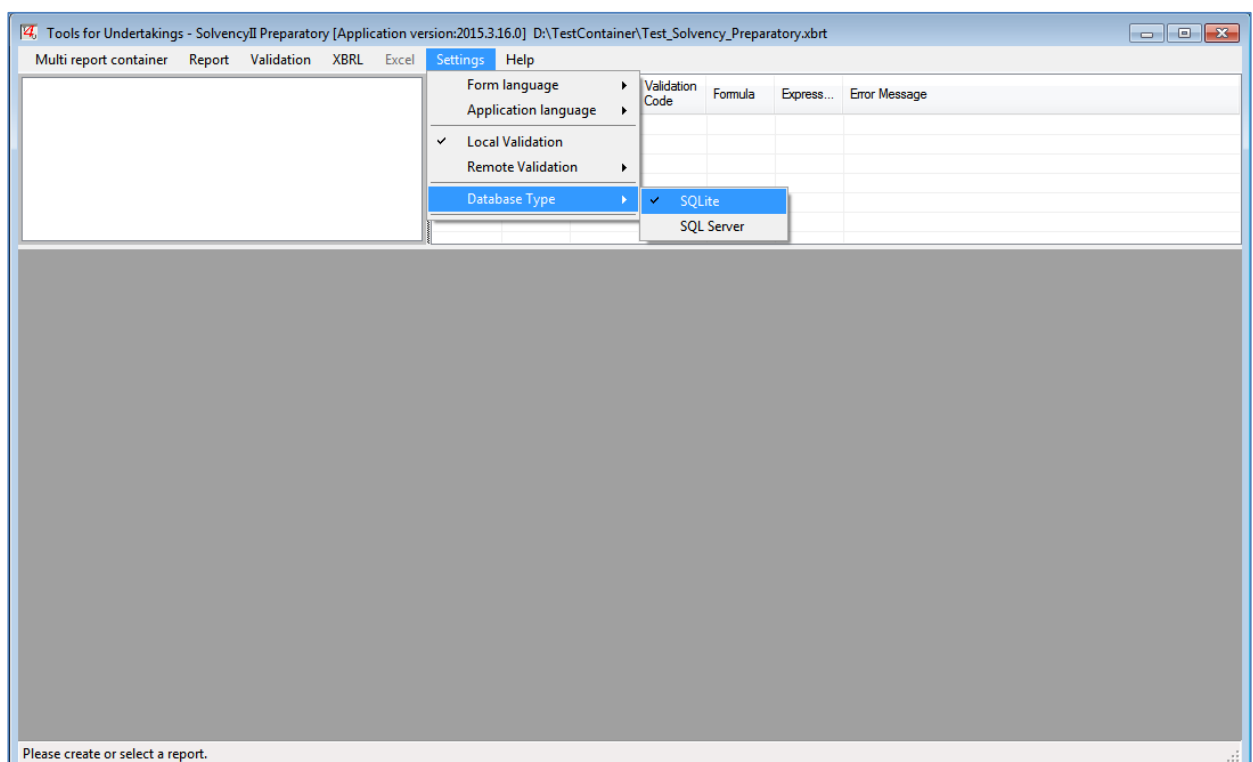 Tools for Undertakings - SolvencyII Preparatory [Application version:2015.3.16.0] D:\TestContainer\Test_Solvency_Preparatory.xbrt
Multi report container Report Validation XBRL Excel Settings Help
Form language
Application language
Local Validation
Remote Validation
Database Type
SQLite
SQL Server
Validation Code Formula Express... Error Message
Please create or select a report.